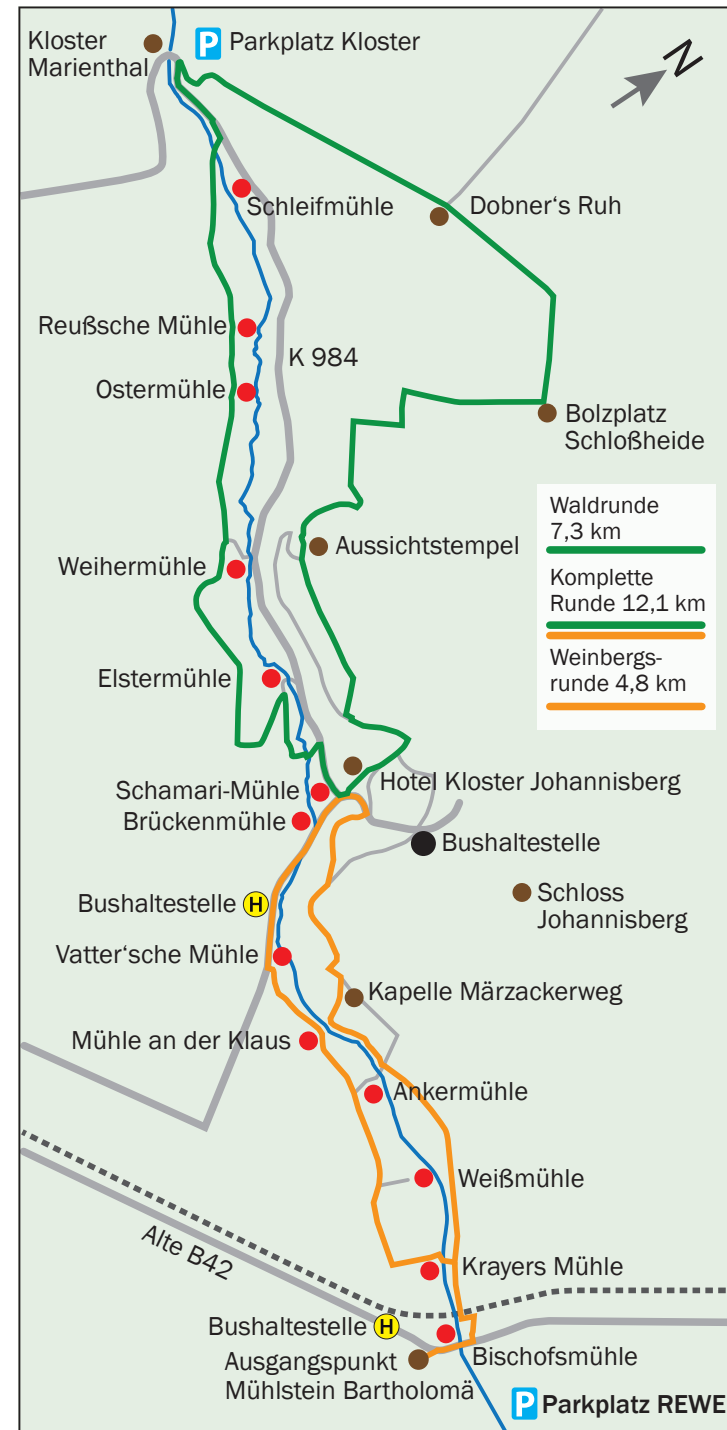 Kloster
Marienthal
P Parkplatz Kloster
N
Schleifmühle
Dobner‘s Ruh
Reußsche Mühle
K 984
Ostermühle
Bolzplatz
Schloßheide
Waldrunde
7,3 km
Komplette
Runde 12,1 km
Weinbergs-
runde 4,8 km
Aussichtstempel
Weihermühle
Elstermühle
Hotel Kloster Johannisberg
Schamari-Mühle
Brückenmühle
Bushaltestelle
Bushaltestelle H
Schloss
Johannisberg
Vatter‘sche Mühle
Kapelle Märzackerweg
Mühle an der Klaus
Ankermühle
Weißmühle
Alte B42
Krayers Mühle
Bushaltestelle H
Bischofsmühle
Ausgangspunkt
Mühlstein Bartholomä
P Parkplatz REWE